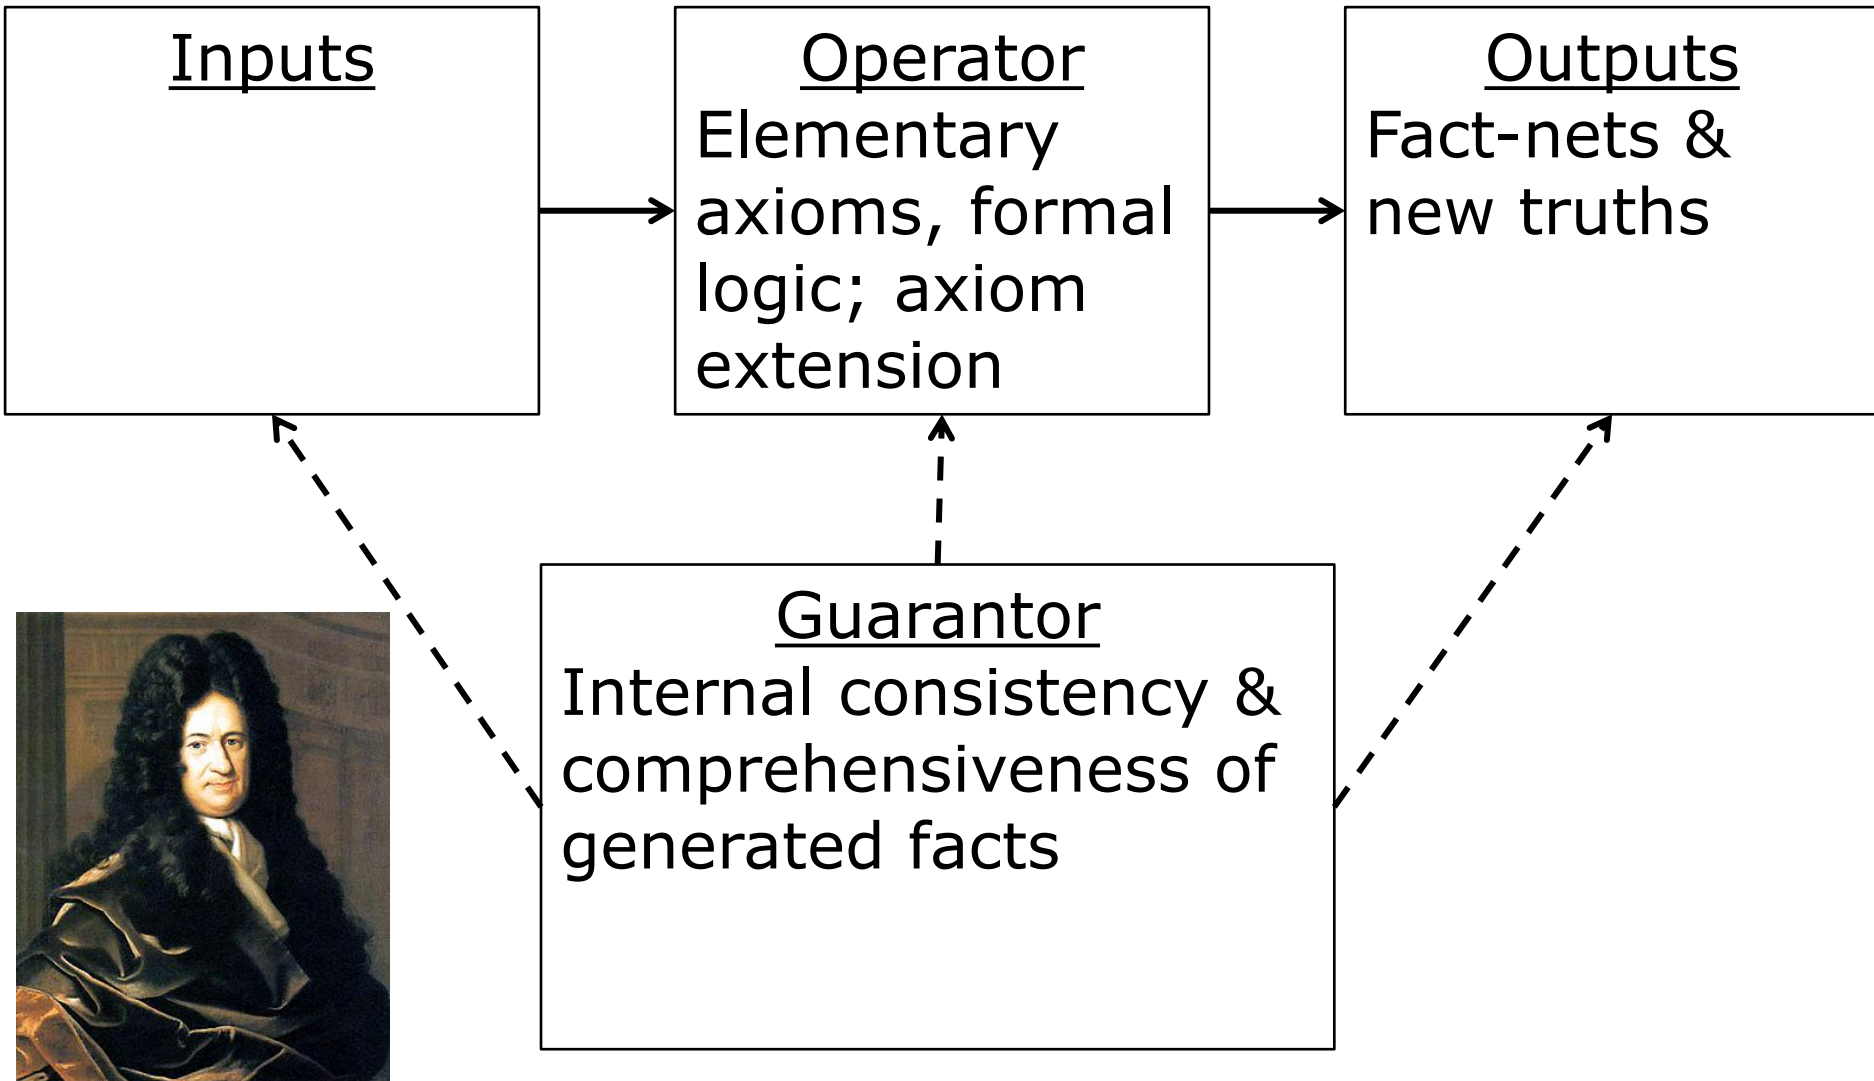 Inputs
Operator
Elementary
axioms, formal
logic; axiom
extension
Outputs
Fact-nets &
new truths
Guarantor
Internal consistency &
comprehensiveness of
generated facts